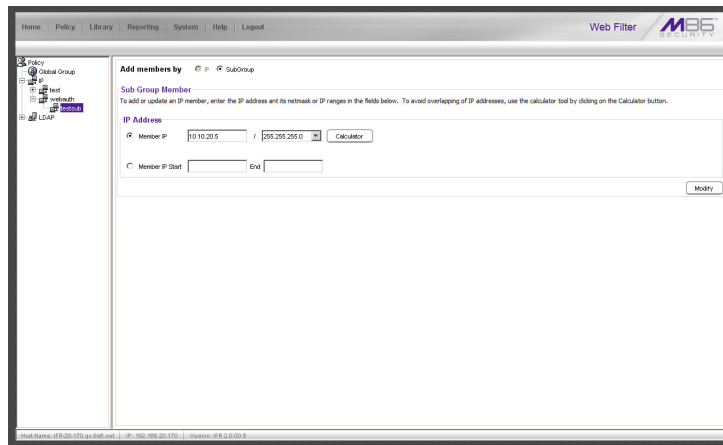 Home Policy Library Reporting System Help Logout
Web Filter
M86
SECURITY
Policy
Global Group
IP
test
webauth
testsub
LDAP
Add members by IP SubGroup
Sub Group Member
To add or update an IP member, enter the IP address ant its netmask or IP ranges in the fields below. To avoid overlapping of IP addresses, use the calculator tool by clicking on the Calculator button.
IP Address
Member IP 10.10.20.5 / 255.255.255.0 Calculator
Member IP Start End
Modify
Host Name: IFR-20-170.qc.8e6.net IP: 192.168.20.170 Version: IFR 2.0.00.6